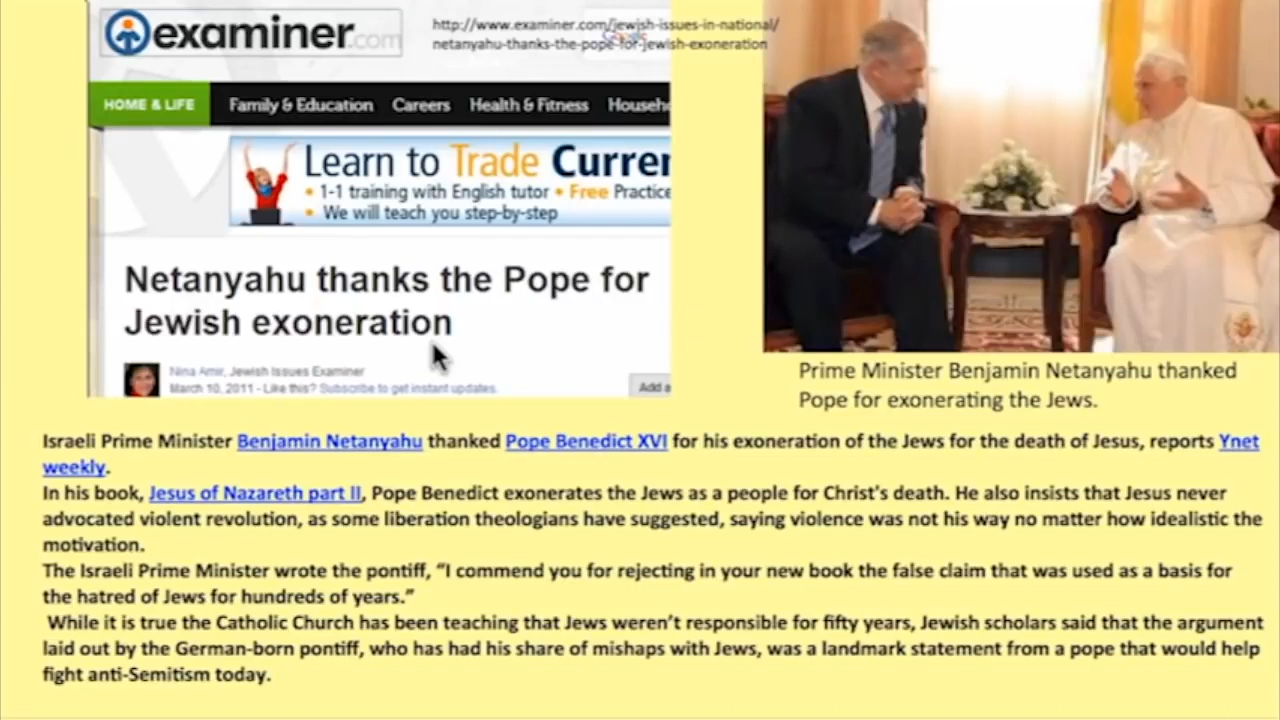 examiner.com
http://www.examiner.com/jewish-issues-in-national/
netanyahu-thanks-the-pope-for-jewish-exoneration
HOME & LIFE Family & Education Careers Health & Fitness Househo
Learn to Trade Curren
• 1-1 training with English tutor • Free Practice
• We will teach you step-by-step
Netanyahu thanks the Pope for
Jewish exoneration
Nina Amir, Jewish Issues Examiner
March 10, 2011 - Like this? Subscribe to get instant updates.
Add a
Prime Minister Benjamin Netanyahu thanked
Pope for exonerating the Jews.
Israeli Prime Minister Benjamin Netanyahu thanked Pope Benedict XVI for his exoneration of the Jews for the death of Jesus, reports Ynet
weekly.
In his book, Jesus of Nazareth part II, Pope Benedict exonerates the Jews as a people for Christ's death. He also insists that Jesus never
advocated violent revolution, as some liberation theologians have suggested, saying violence was not his way no matter how idealistic the
motivation.
The Israeli Prime Minister wrote the pontiff, “I commend you for rejecting in your new book the false claim that was used as a basis for
the hatred of Jews for hundreds of years.”
While it is true the Catholic Church has been teaching that Jews weren't responsible for fifty years, Jewish scholars said that the argument
laid out by the German-born pontiff, who has had his share of mishaps with Jews, was a landmark statement from a pope that would help
fight anti-Semitism today.